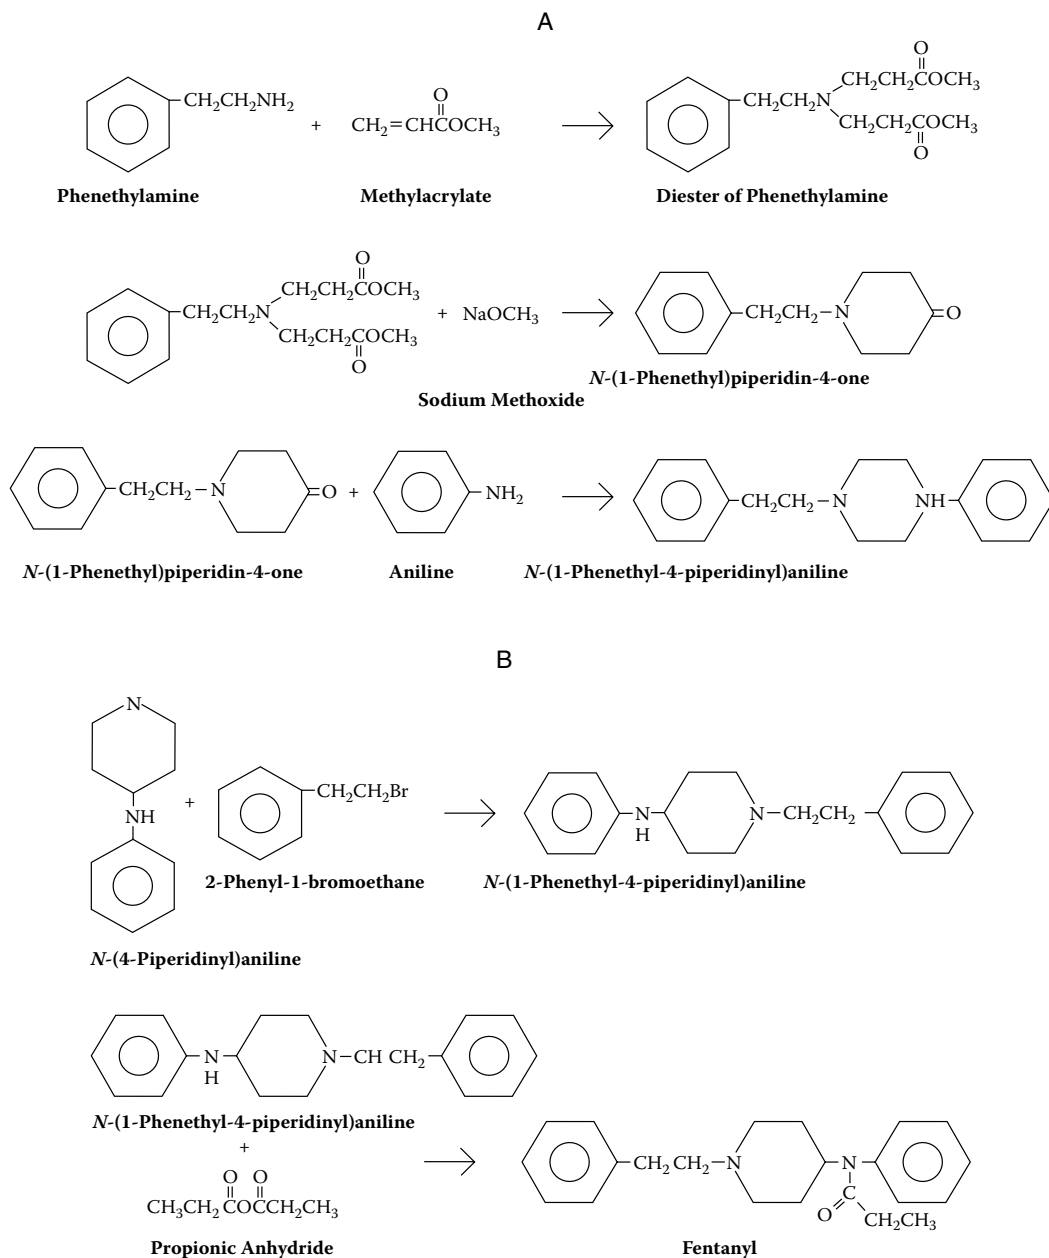 A
CH₂CH₂NH₂
+
CH₂=CHCOCH₃
O
CH₂CH₂N
CH₂CH₂COCH₃
O
CH₂CH₂COCH₃
O
Phenethylamine
Methylacrylate
Diester of Phenethylamine
CH₂CH₂N
CH₂CH₂COCH₃
O
CH₂CH₂COCH₃
O
+
NaOCH₃
CH₂CH₂–N
=O
Sodium Methoxide
N-(1-Phenethyl)piperidin-4-one
CH₂CH₂–N
=O
+
NH₂
CH₂CH₂–N
NH
N-(1-Phenethyl)piperidin-4-one
Aniline
N-(1-Phenethyl-4-piperidinyl)aniline
B
N
NH
+
CH₂CH₂Br
N
H
N–CH₂CH₂
2-Phenyl-1-bromoethane
N-(1-Phenethyl-4-piperidinyl)aniline
N-(4-Piperidinyl)aniline
N
H
N–CH CH₂
N-(1-Phenethyl-4-piperidinyl)aniline
+
O O
CH₃CH₂COCCH₂CH₃
CH₂CH₂–N
N
C
O
CH₂CH₃
Propionic Anhydride
Fentanyl